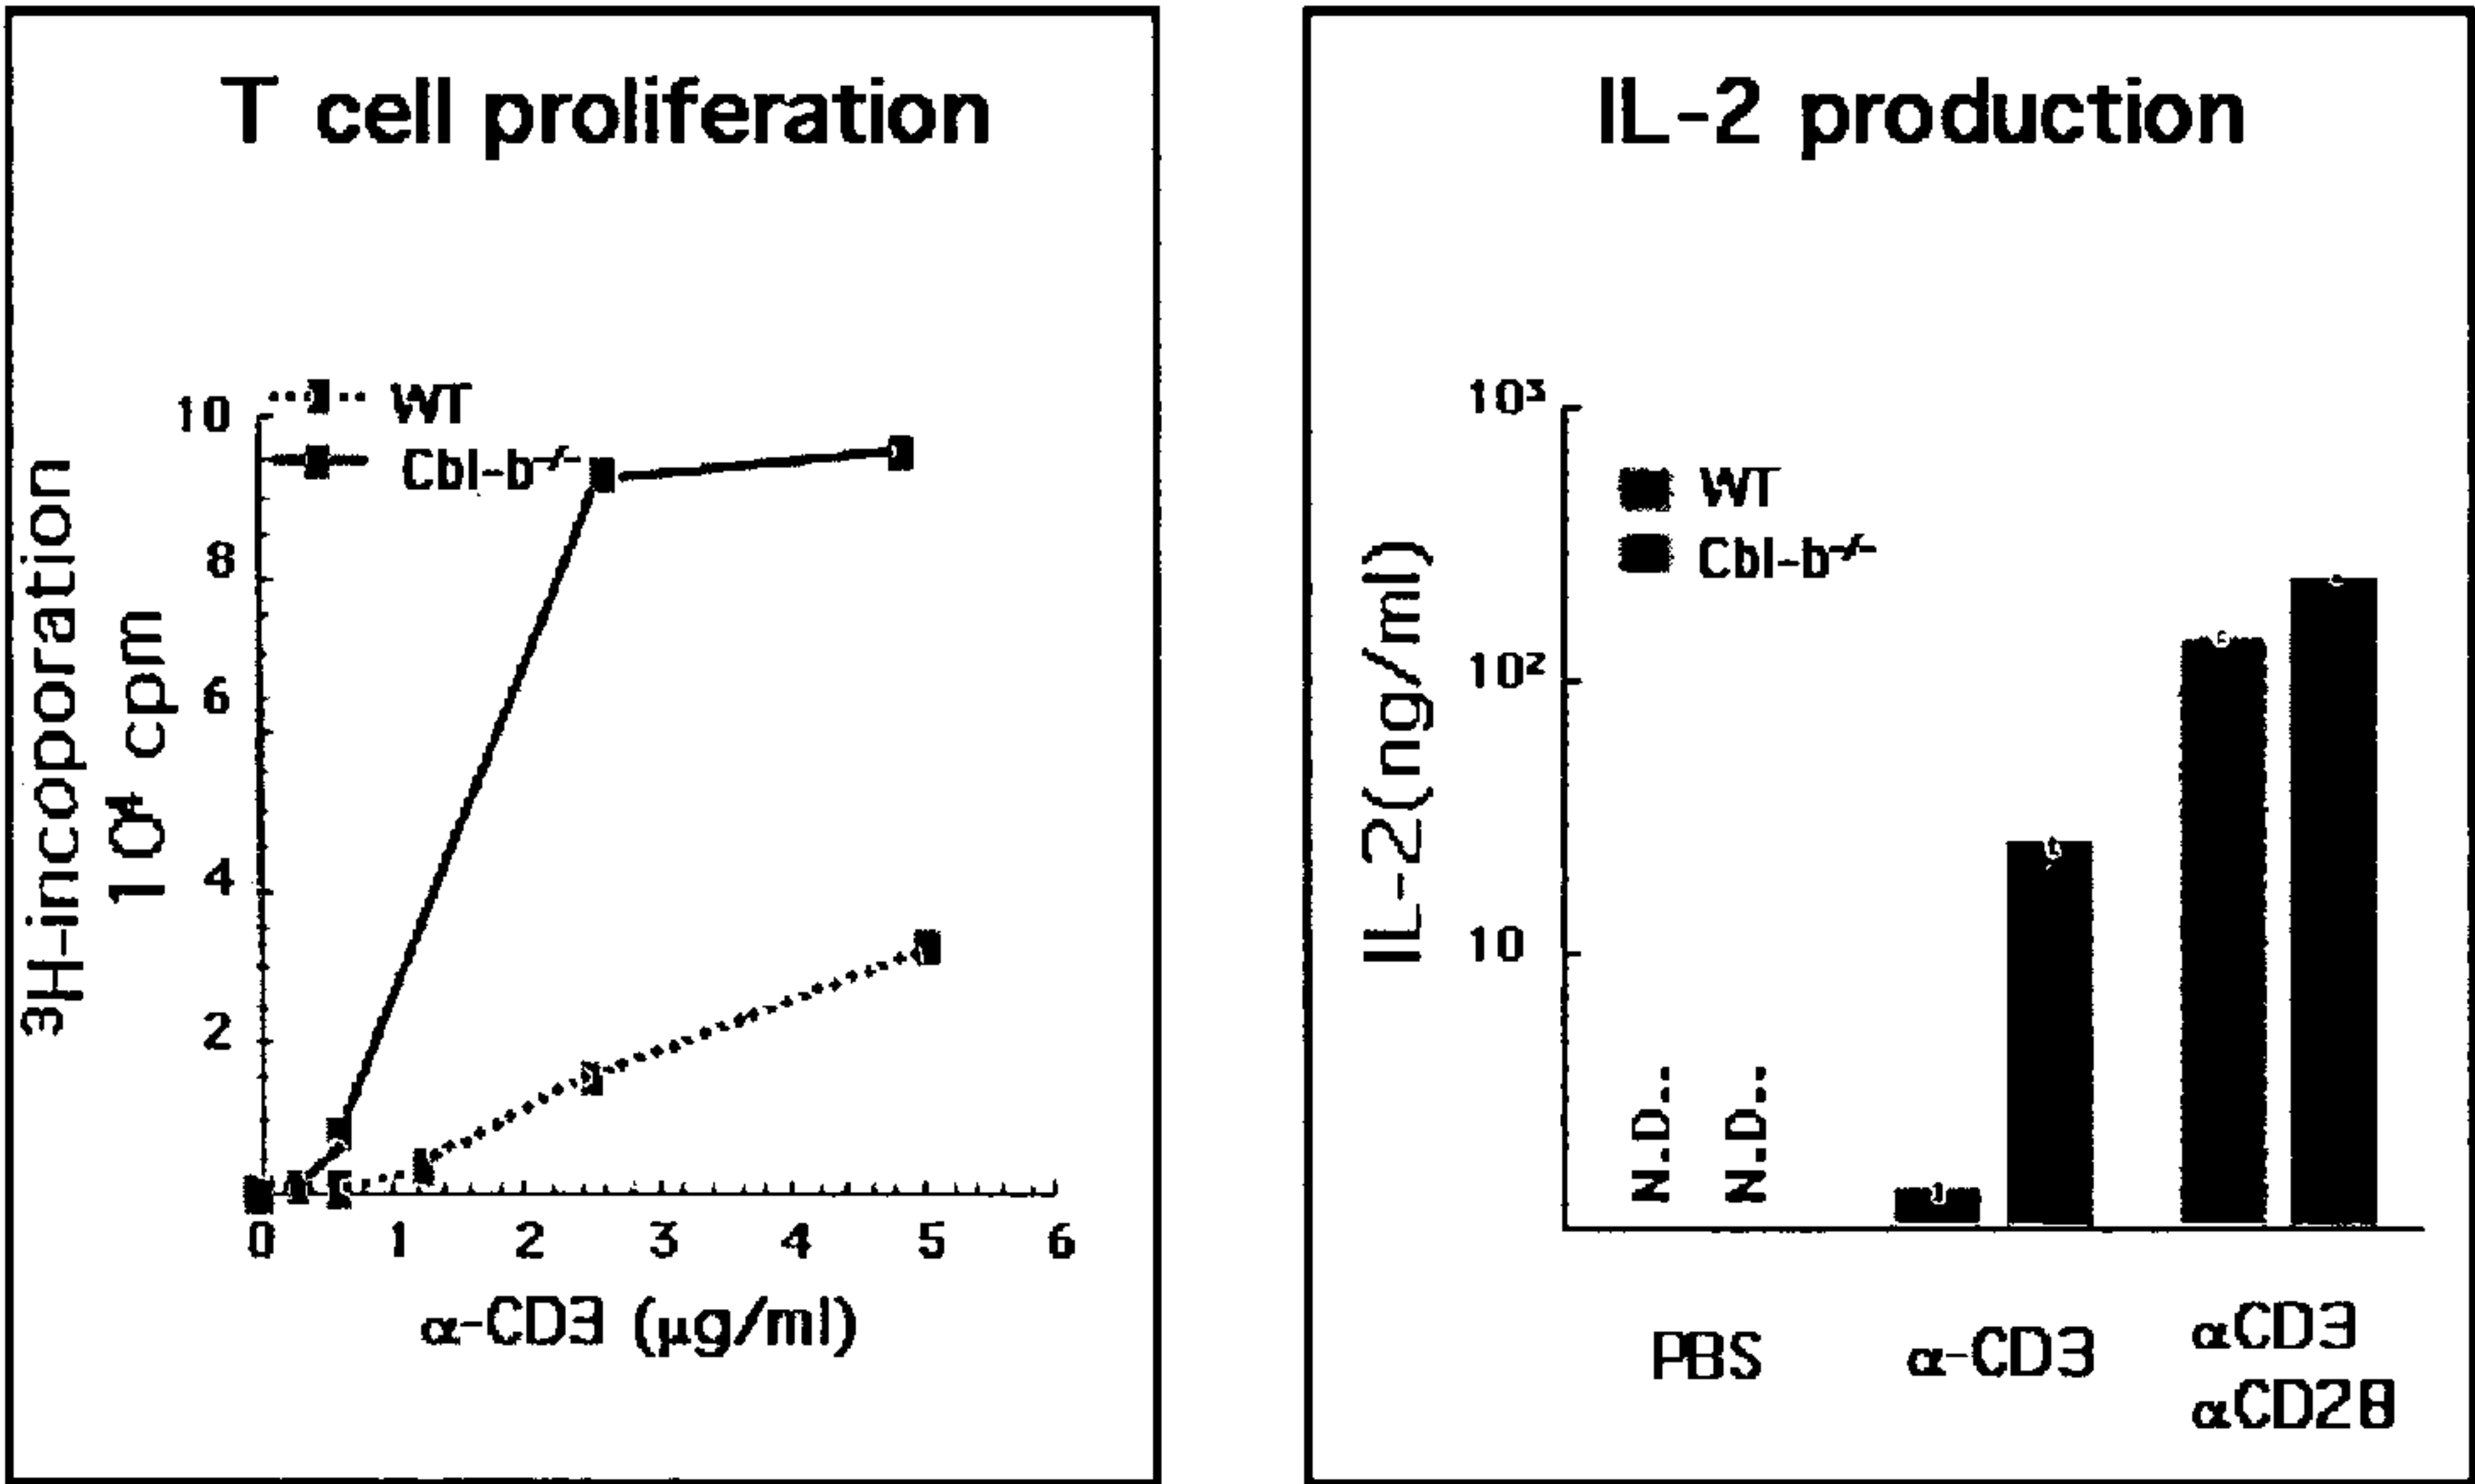 T cell proliferation
WT
Cbl-b⁻/⁻
10
8
6
4
2
³H-incoporation
10⁴ cpm
0 1 2 3 4 5 6
α-CD3 (μg/ml)
IL-2 production
10³
10²
10
WT
Cbl-b⁻/⁻
IL-2(ng/ml)
N.D.
N.D.
PBS
α-CD3
αCD3
αCD28